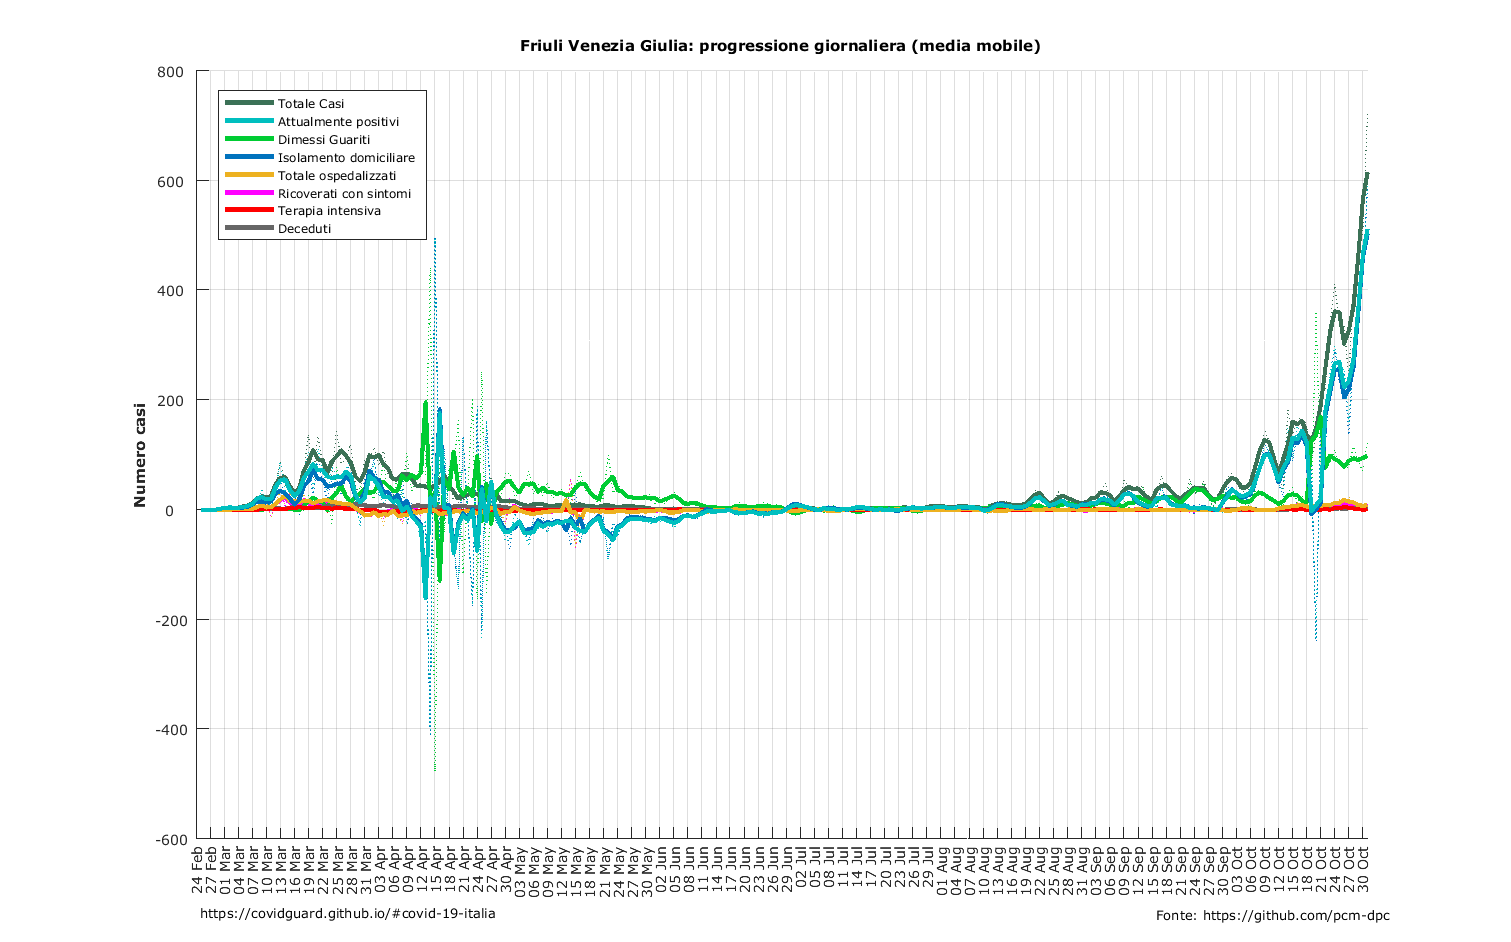 Friuli Venezia Giulia: progressione giornaliera (media mobile)
800
600
400
200
0
-200
-400
-600
Numero casi
Totale Casi
Attualmente positivi
Dimessi Guariti
Isolamento domiciliare
Totale ospedalizzati
Ricoverati con sintomi
Terapia intensiva
Deceduti
24 Feb
27 Feb
01 Mar
04 Mar
07 Mar
10 Mar
13 Mar
16 Mar
19 Mar
22 Mar
25 Mar
28 Mar
31 Mar
03 Apr
06 Apr
09 Apr
12 Apr
15 Apr
18 Apr
21 Apr
24 Apr
27 Apr
30 Apr
03 May
06 May
09 May
12 May
15 May
18 May
21 May
24 May
27 May
30 May
02 Jun
05 Jun
08 Jun
11 Jun
14 Jun
17 Jun
20 Jun
23 Jun
26 Jun
29 Jun
02 Jul
05 Jul
08 Jul
11 Jul
14 Jul
17 Jul
20 Jul
23 Jul
26 Jul
29 Jul
01 Aug
04 Aug
07 Aug
10 Aug
13 Aug
16 Aug
19 Aug
22 Aug
25 Aug
28 Aug
31 Aug
03 Sep
06 Sep
09 Sep
12 Sep
15 Sep
18 Sep
21 Sep
24 Sep
27 Sep
30 Sep
03 Oct
06 Oct
09 Oct
12 Oct
15 Oct
18 Oct
21 Oct
24 Oct
27 Oct
30 Oct
https://covidguard.github.io/#covid-19-italia
Fonte: https://github.com/pcm-dpc